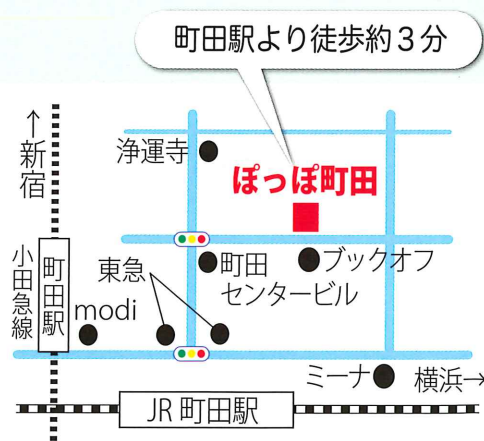 町田駅より徒歩約3分
↑新宿
浄運寺
ぽっぽ町田
小田急線
町田駅
東急
modi
町田
センタービル
ブックオフ
ミーナ
横浜→
JR 町田駅